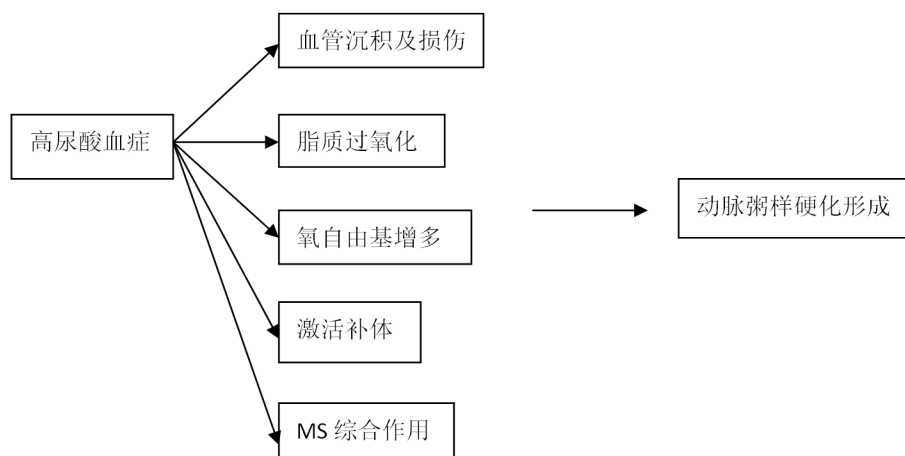 血管沉积及损伤
高尿酸血症
脂质过氧化
动脉粥样硬化形成
氧自由基增多
激活补体
MS 综合作用